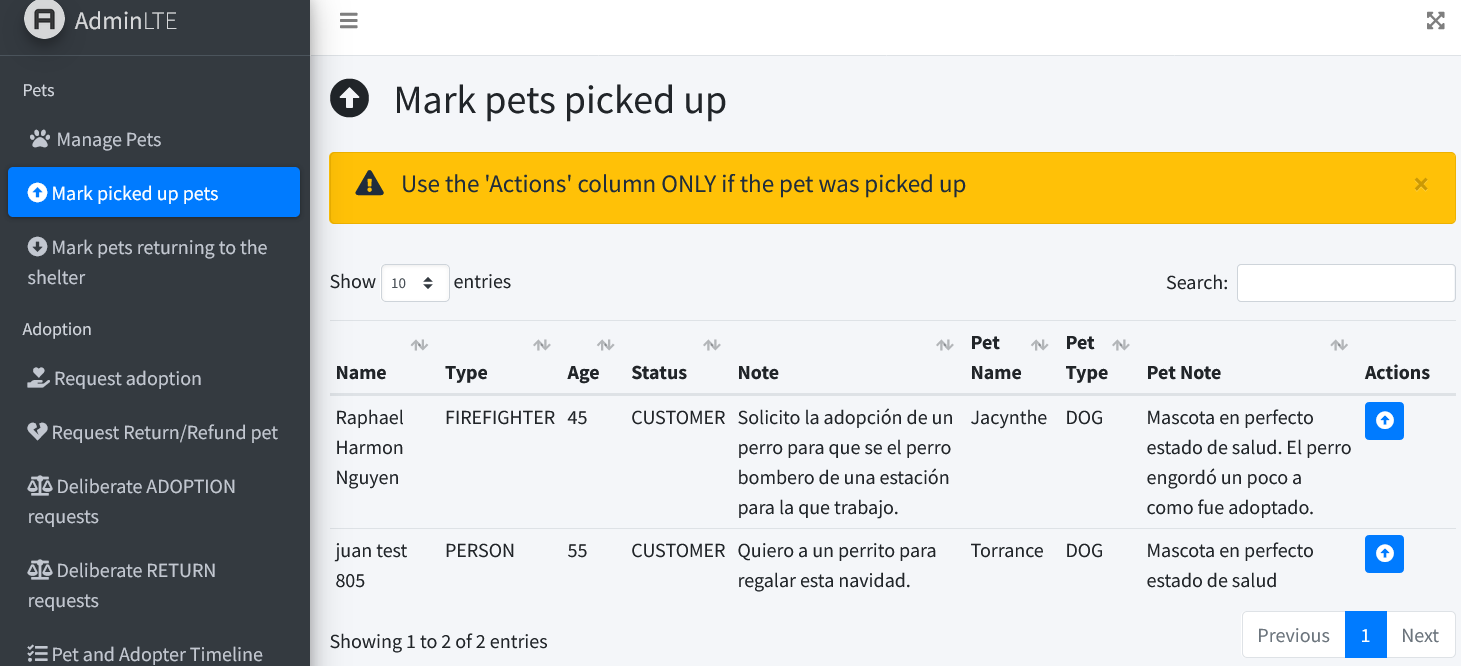 AdminLTE
Pets
Manage Pets
Mark picked up pets
Mark pets returning to the
shelter
Adoption
Request adoption
Request Return/Refund pet
Deliberate ADOPTION
requests
Deliberate RETURN
requests
Pet and Adopter Timeline
Mark pets picked up
Use the 'Actions' column ONLY if the pet was picked up
×
Show 10 entries
Search:
Name Type Age Status Note Pet Name Pet Type Pet Note Actions
Raphael Harmon Nguyen FIREFIGHTER 45 CUSTOMER Solicito la adopción de un perro para que se el perro bombero de una estación para la que trabajo. Jacynthe DOG Mascota en perfecto estado de salud. El perro engordó un poco a como fue adoptado.
juan test 805 PERSON 55 CUSTOMER Quiero a un perrito para regalar esta navidad. Torrance DOG Mascota en perfecto estado de salud
Showing 1 to 2 of 2 entries
Previous 1 Next